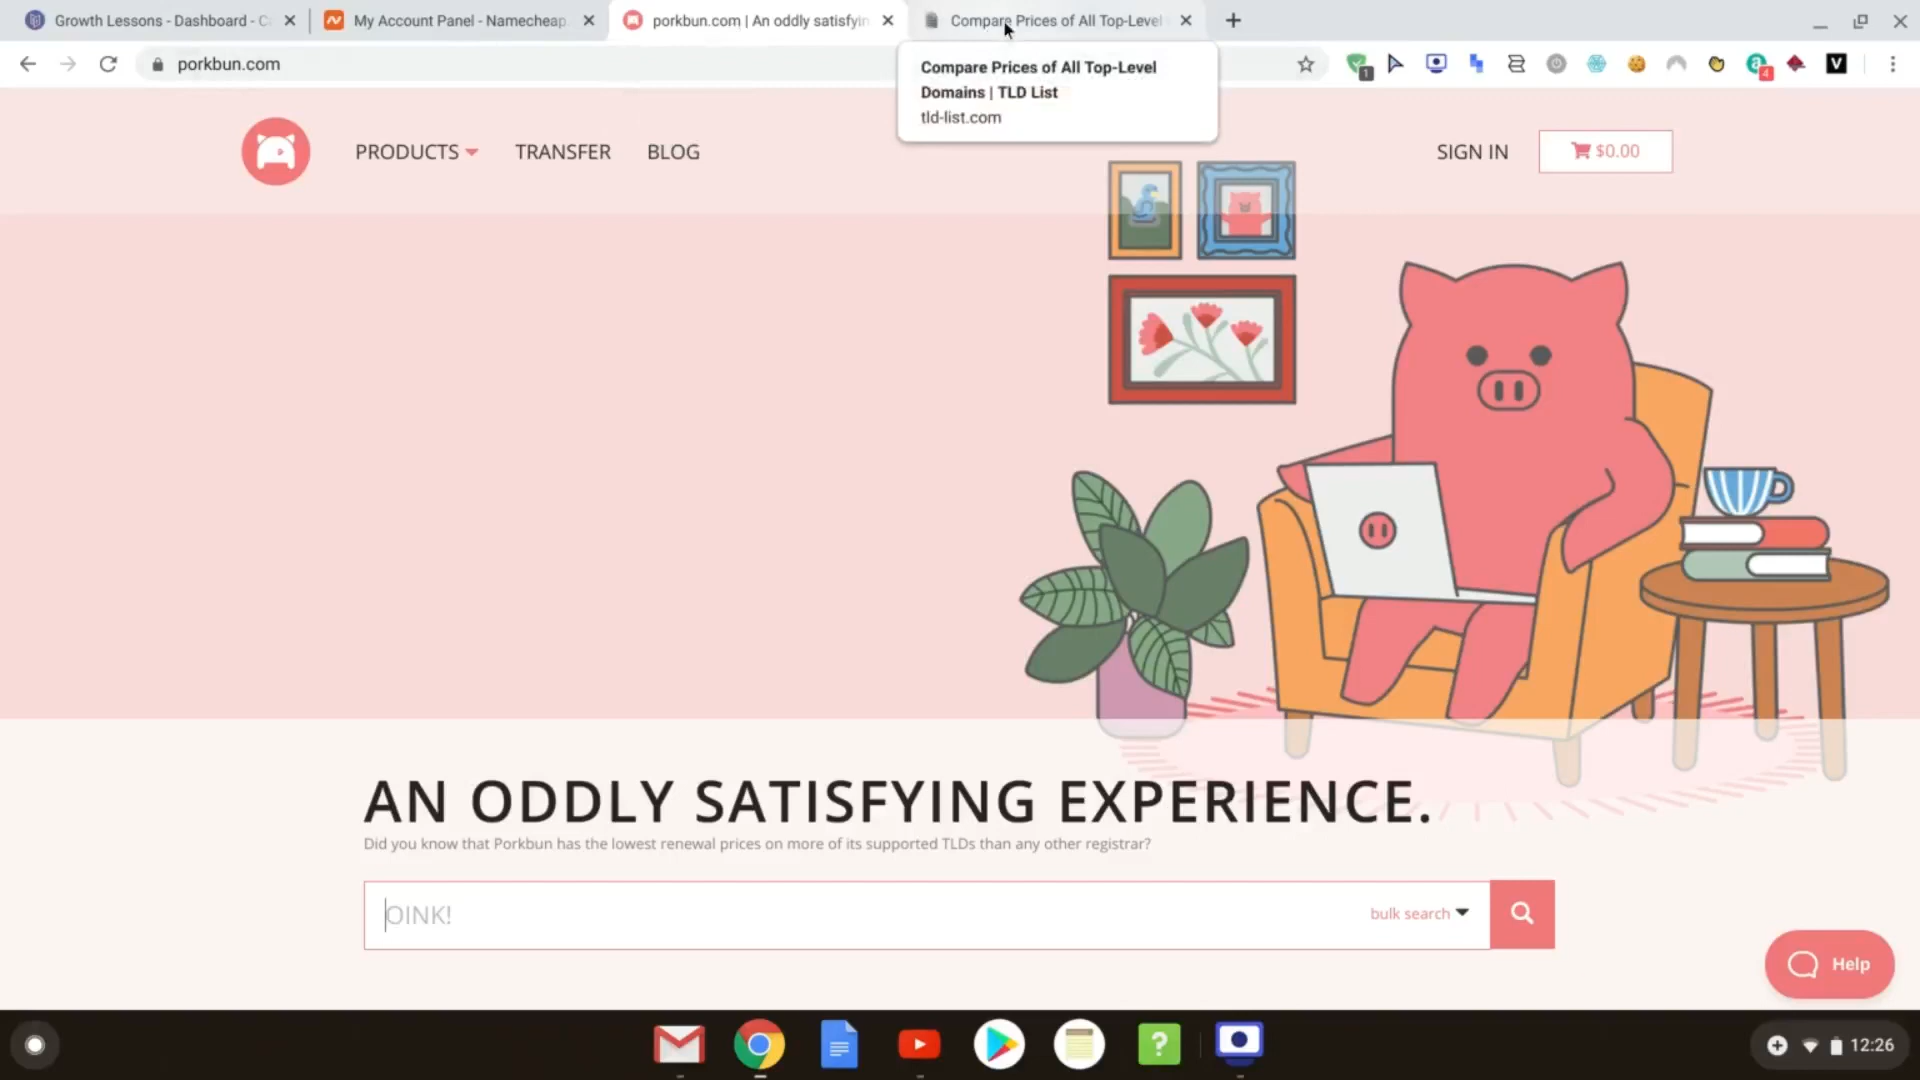 Growth Lessons - Dashboard - C
My Account Panel - Namecheap.
porkbun.com | An oddly satisfyin
Compare Prices of All Top-Level
porkbun.com
Compare Prices of All Top-Level
Domains | TLD List
tld-list.com
1
4
V
PRODUCTS
TRANSFER
BLOG
SIGN IN
$0.00
AN ODDLY SATISFYING EXPERIENCE.
Did you know that Porkbun has the lowest renewal prices on more of its supported TLDs than any other registrar?
OINK!
bulk search
Help
12:26